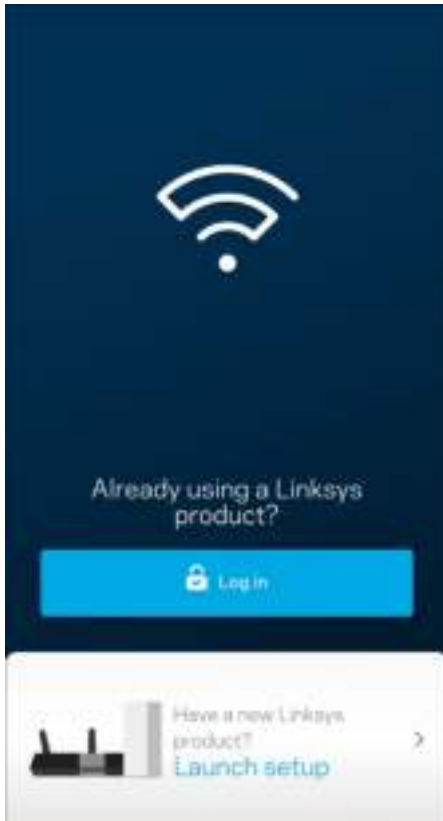 Already using a Linksys
product?
Log in
Have a new Linksys
product?
Launch setup